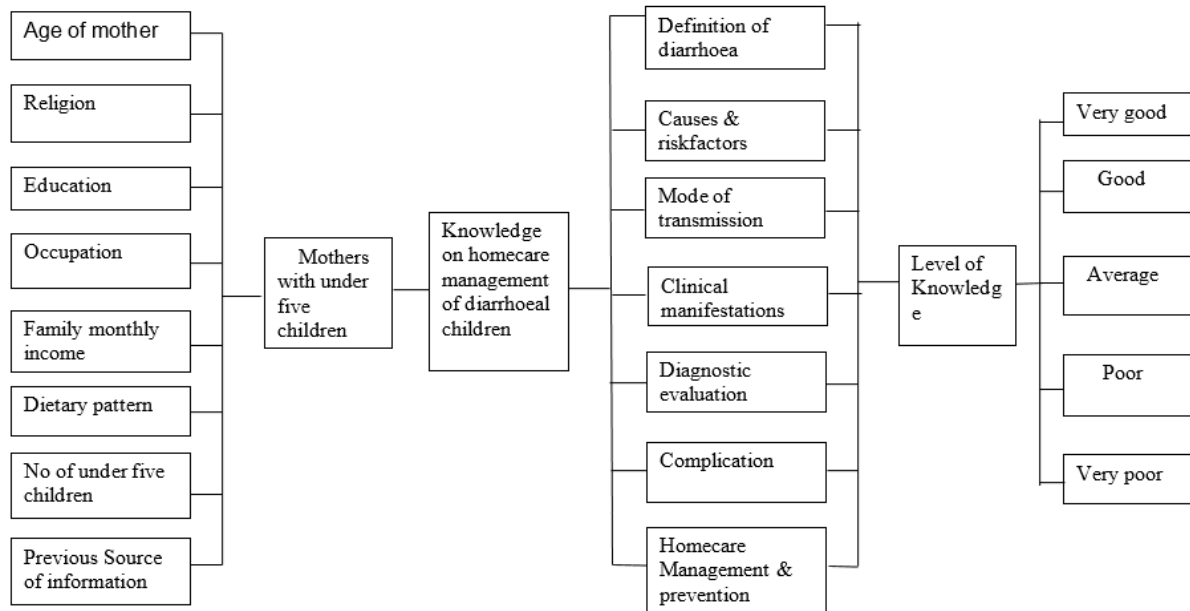 Age of mother
Religion
Education
Occupation
Family monthly
income
Dietary pattern
No of under five
children
Previous Source
of information
Mothers
with under
five
children
Knowledge
on homecare
management
of diarrhoeal
children
Definition of
diarrhoea
Causes &
riskfactors
Mode of
transmission
Clinical
manifestations
Diagnostic
evaluation
Complication
Homecare
Management &
prevention
Level of
Knowledg
e
Very good
Good
Average
Poor
Very poor